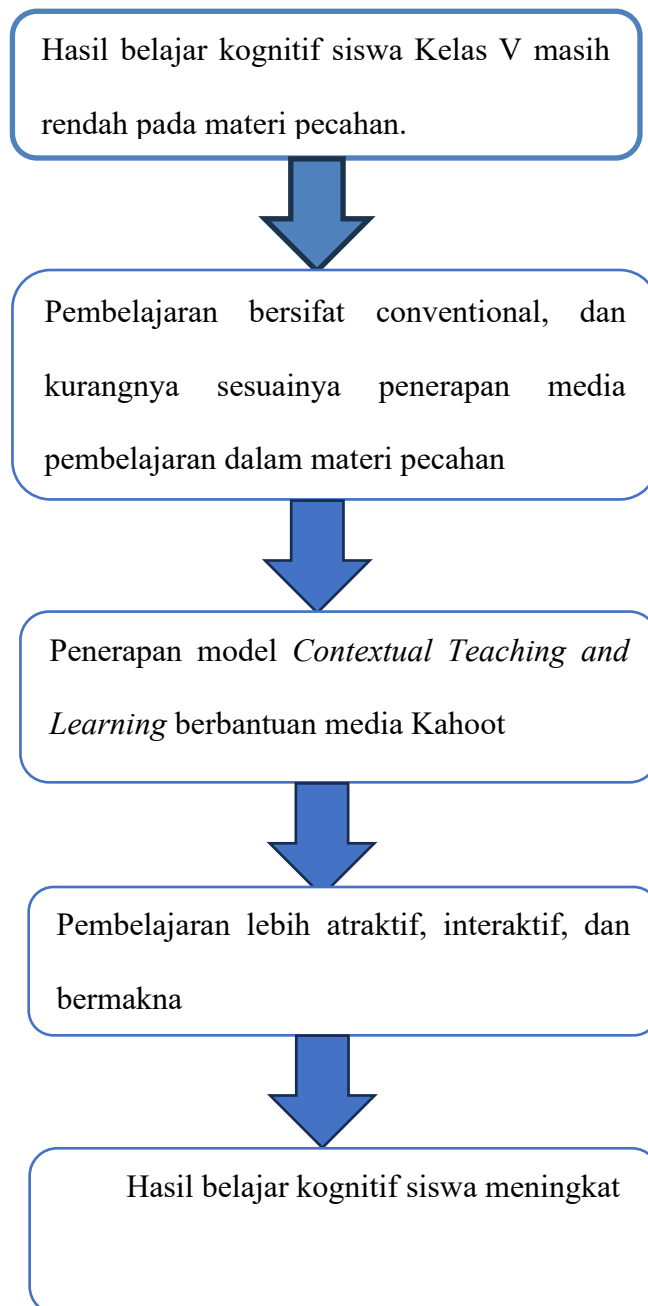 Hasil belajar kognitif siswa Kelas V masih
rendah pada materi pecahan.
Pembelajaran bersifat conventional, dan
kurangnya sesuainya penerapan media
pembelajaran dalam materi pecahan
Penerapan model Contextual Teaching and
Learning berbantuan media Kahoot
Pembelajaran lebih atraktif, interaktif, dan
bermakna
Hasil belajar kognitif siswa meningkat